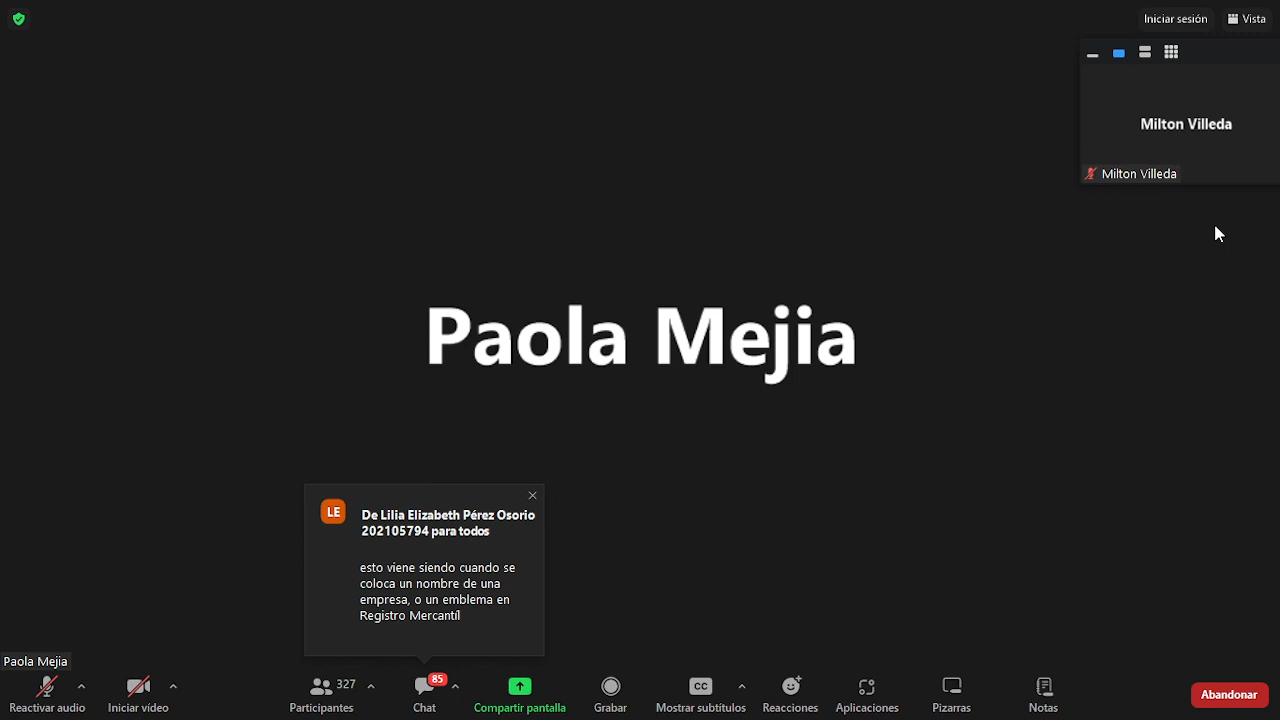 Iniciar sesión
Vista
Milton Villeda
Milton Villeda
Paola Mejia
LE
De Lilia Elizabeth Pérez Osorio
202105794 para todos
esto viene siendo cuando se
coloca un nombre de una
empresa, o un emblema en
Registro Mercantíl
Paola Mejia
327
85
CC
Reactivar audio
Iniciar vídeo
Participantes
Chat
Compartir pantalla
Grabar
Mostrar subtítulos
Reacciones
Aplicaciones
Pizarras
Notas
Abandonar